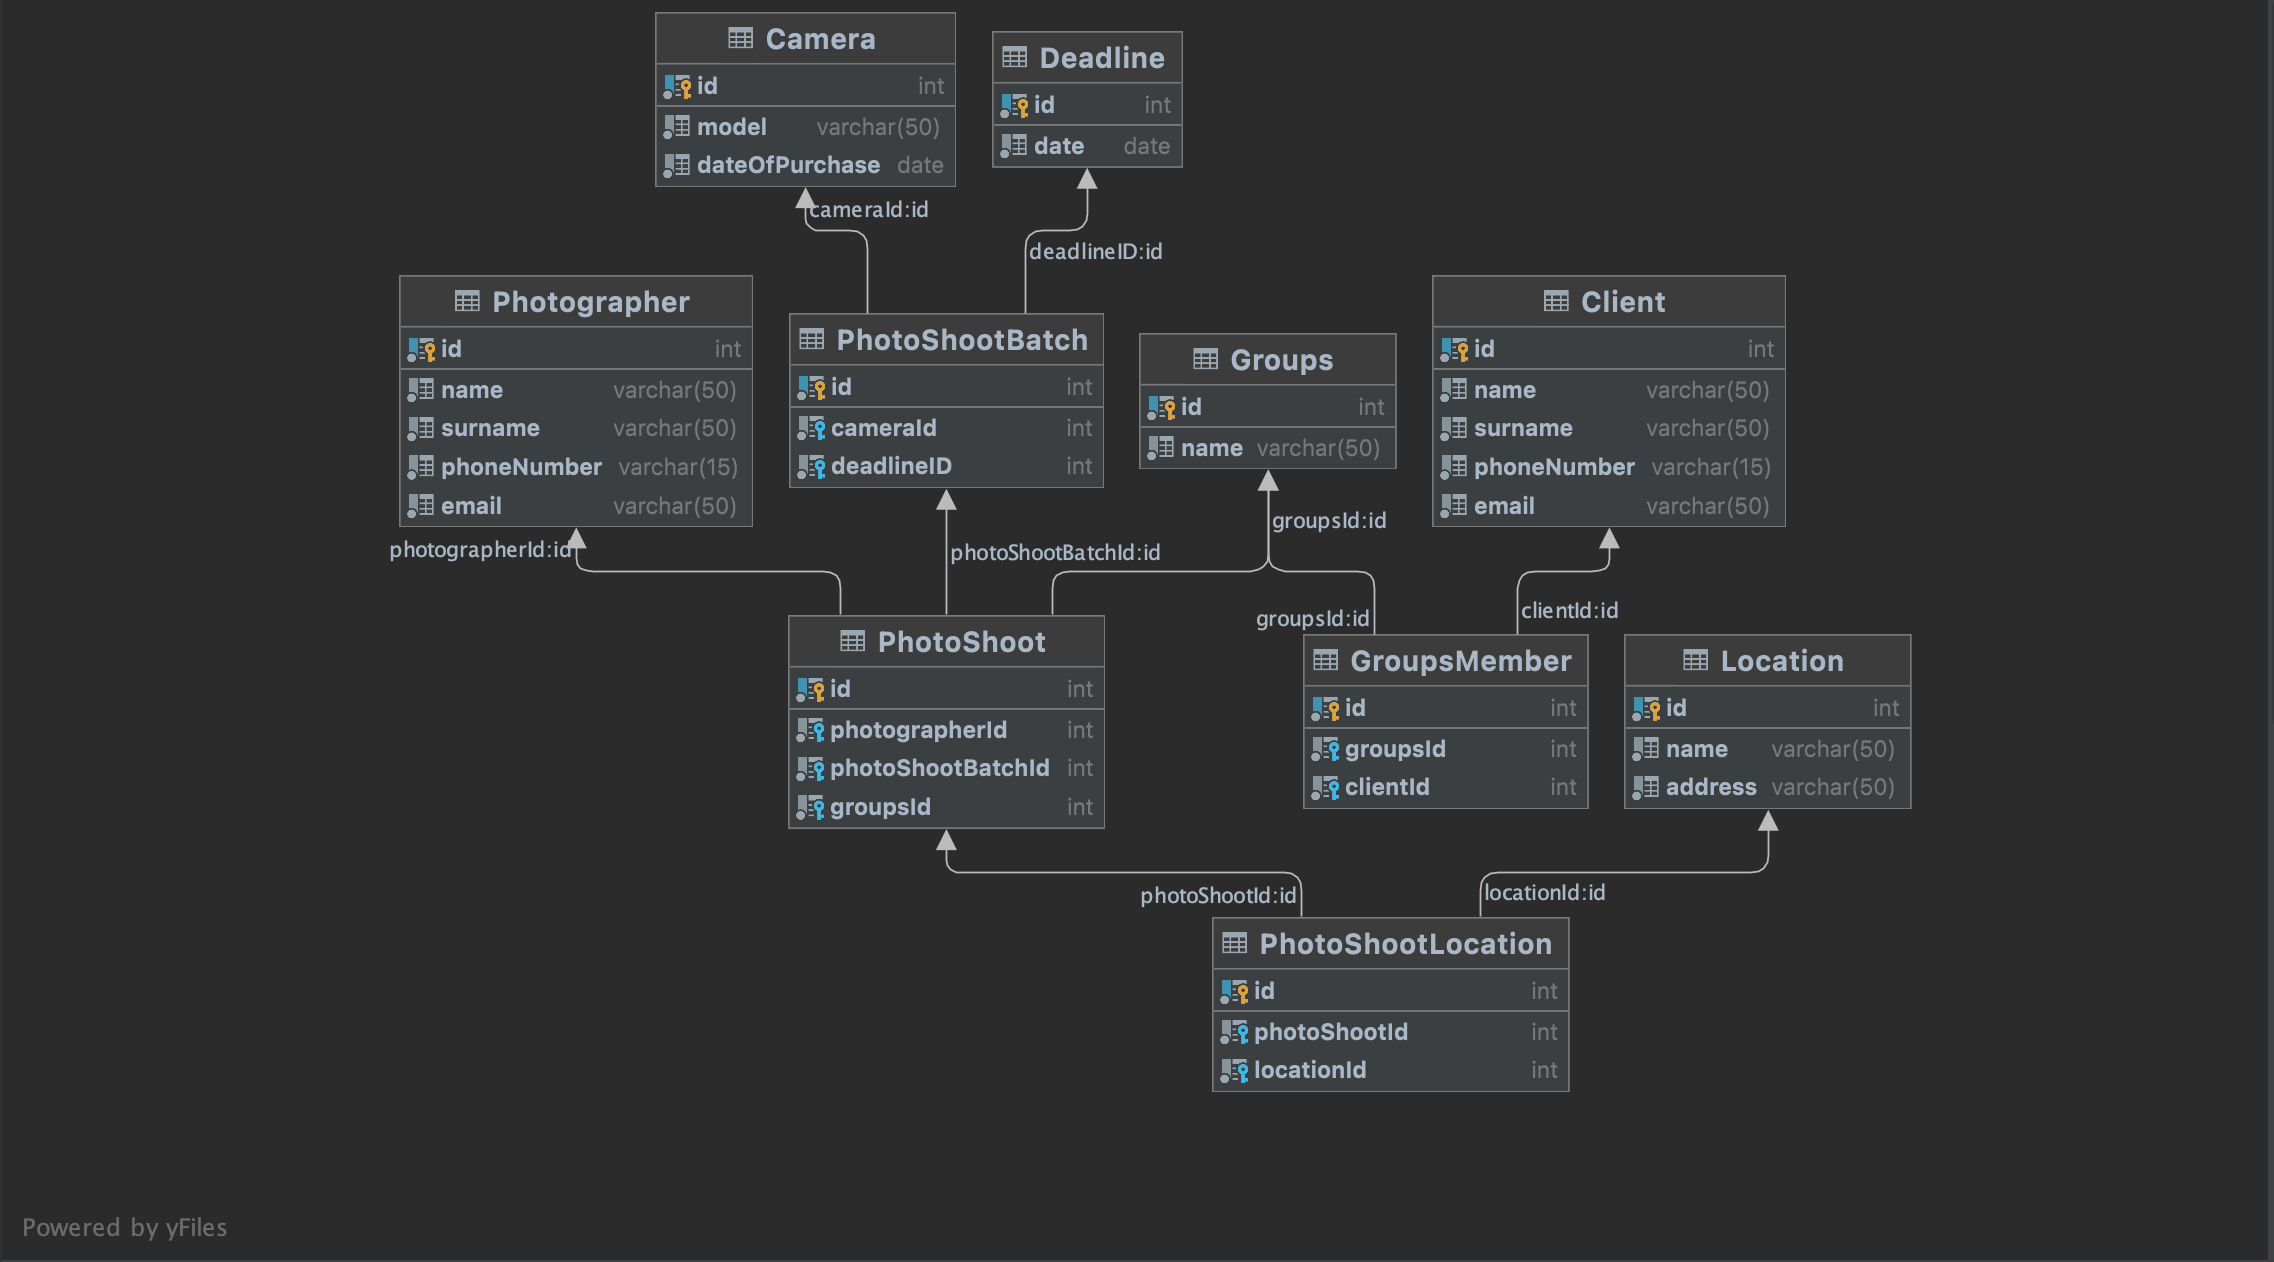 Camera
id int
model varchar(50)
dateOfPurchase date
Deadline
id int
date date
cameraId:id
deadlineID:id
Photographer
id int
name varchar(50)
surname varchar(50)
phoneNumber varchar(15)
email varchar(50)
PhotoShootBatch
id int
cameraId int
deadlineID int
Groups
id int
name varchar(50)
Client
id int
name varchar(50)
surname varchar(50)
phoneNumber varchar(15)
email varchar(50)
photographerId:id
photoShootBatchId:id
groupsId:id
groupsId:id
clientId:id
PhotoShoot
id int
photographerId int
photoShootBatchId int
groupsId int
GroupsMember
id int
groupsId int
clientId int
Location
id int
name varchar(50)
address varchar(50)
photoShootId:id
locationId:id
PhotoShootLocation
id int
photoShootId int
locationId int
Powered by yFiles